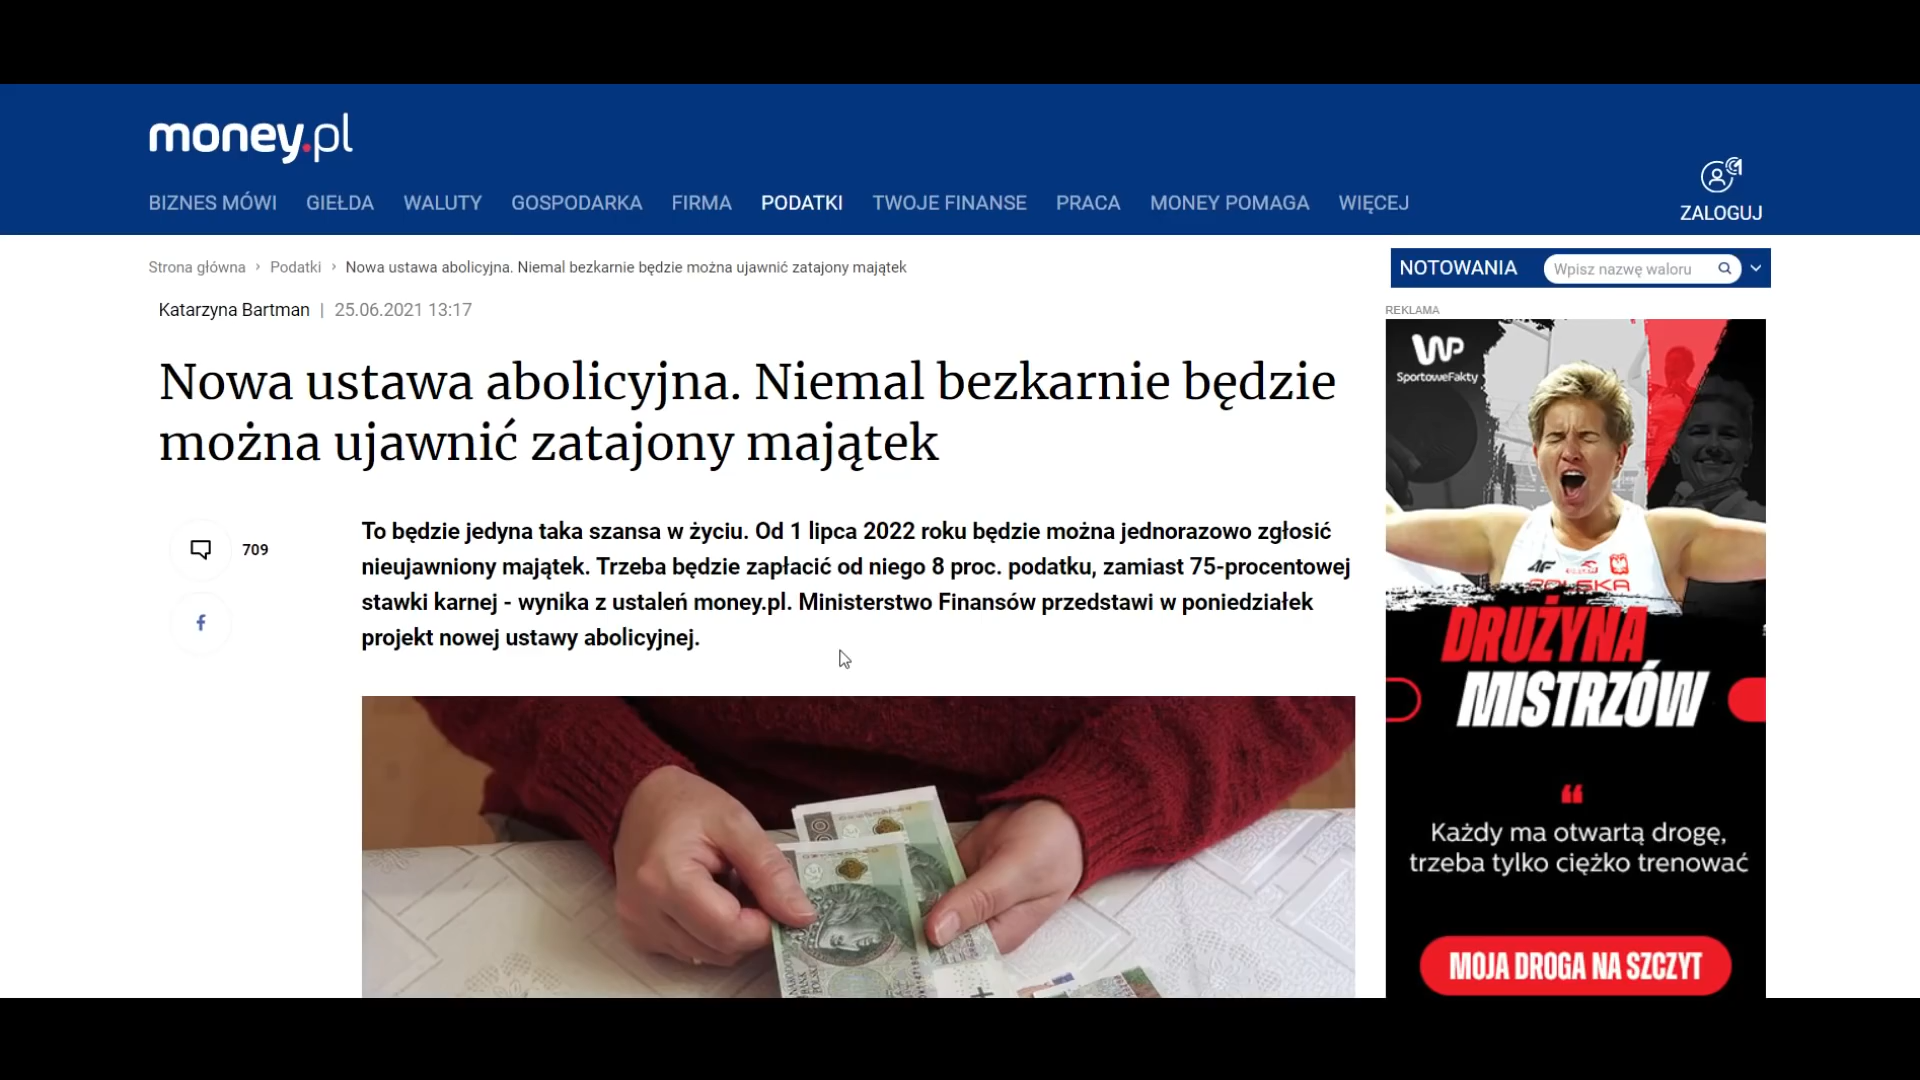 money.pl
BIZNES MÓWI GIEŁDA WALUTY GOSPODARKA FIRMA PODATKI TWOJE FINANSE PRACA MONEY POMAGA WIĘCEJ
ZALOGUJ
Strona główna › Podatki › Nowa ustawa abolicyjna. Niemal bezkarnie będzie można ujawnić zatajony majątek
NOTOWANIA Wpisz nazwę waloru
Katarzyna Bartman | 25.06.2021 13:17
REKLAMA
Nowa ustawa abolicyjna. Niemal bezkarnie będzie
można ujawnić zatajony majątek
709
To będzie jedyna taka szansa w życiu. Od 1 lipca 2022 roku będzie można jednorazowo zgłosić
nieujawniony majątek. Trzeba będzie zapłacić od niego 8 proc. podatku, zamiast 75-procentowej
stawki karnej - wynika z ustaleń money.pl. Ministerstwo Finansów przedstawi w poniedziałek
projekt nowej ustawy abolicyjnej.
WP
SportoweFakty
4F
POLSKA
DRUŻYNA
MISTRZÓW
“
Każdy ma otwartą drogę,
trzeba tylko ciężko trenować
MOJA DROGA NA SZCZYT